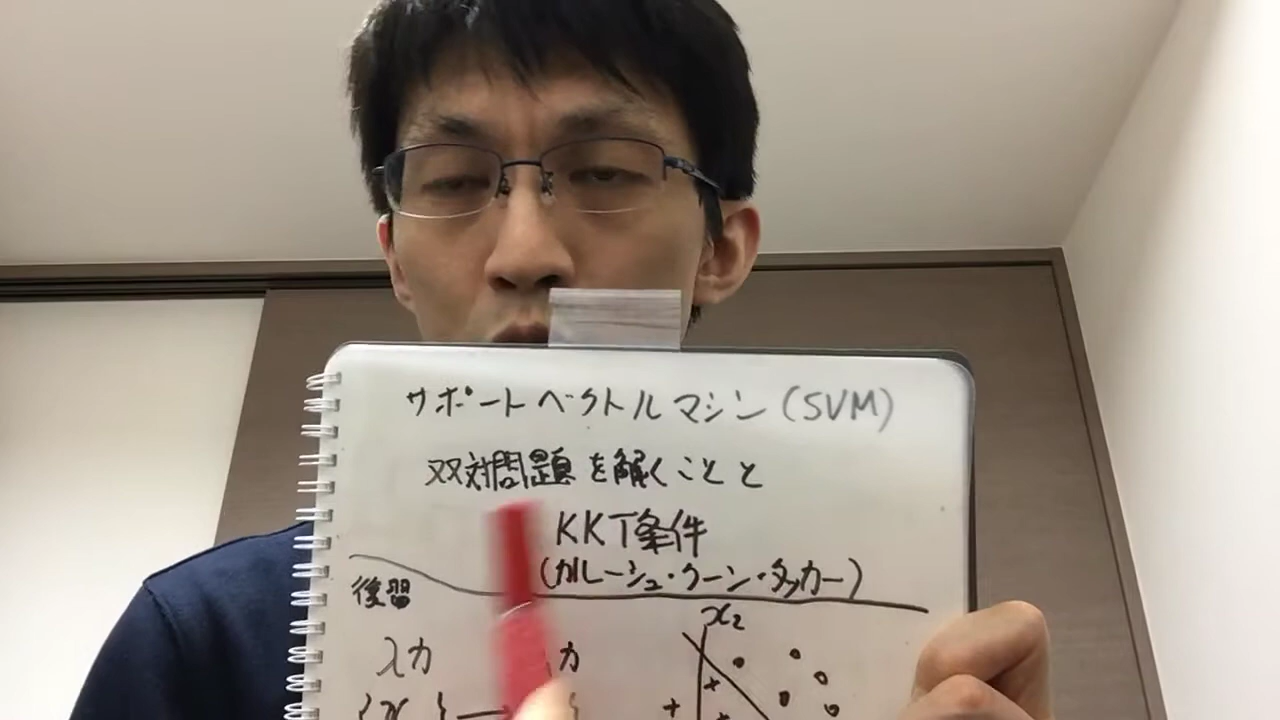 サポートベクトルマシン(SVM)
双対問題を解くことと
KKT条件
(カルーシュ・クーン・タッカー)
後習
入力
力
x2
{x }